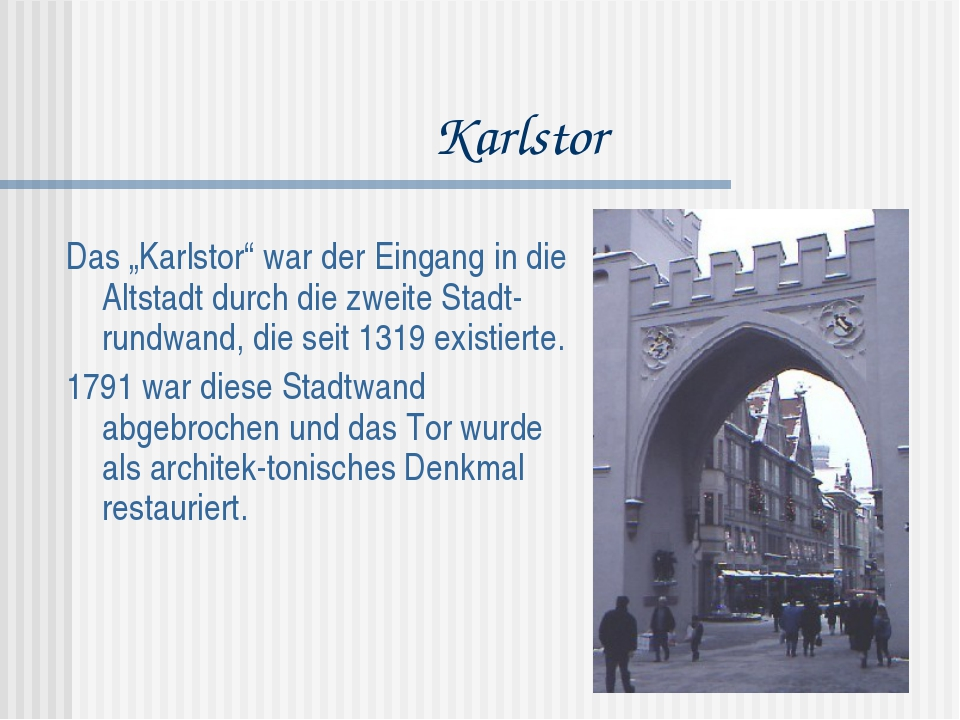 Karlstor
Das „Karlstor“ war der Eingang in die
Altstadt durch die zweite Stadt-
rundwand, die seit 1319 existierte.
1791 war diese Stadtwand
abgebrochen und das Tor wurde
als architek-tonisches Denkmal
restauriert.